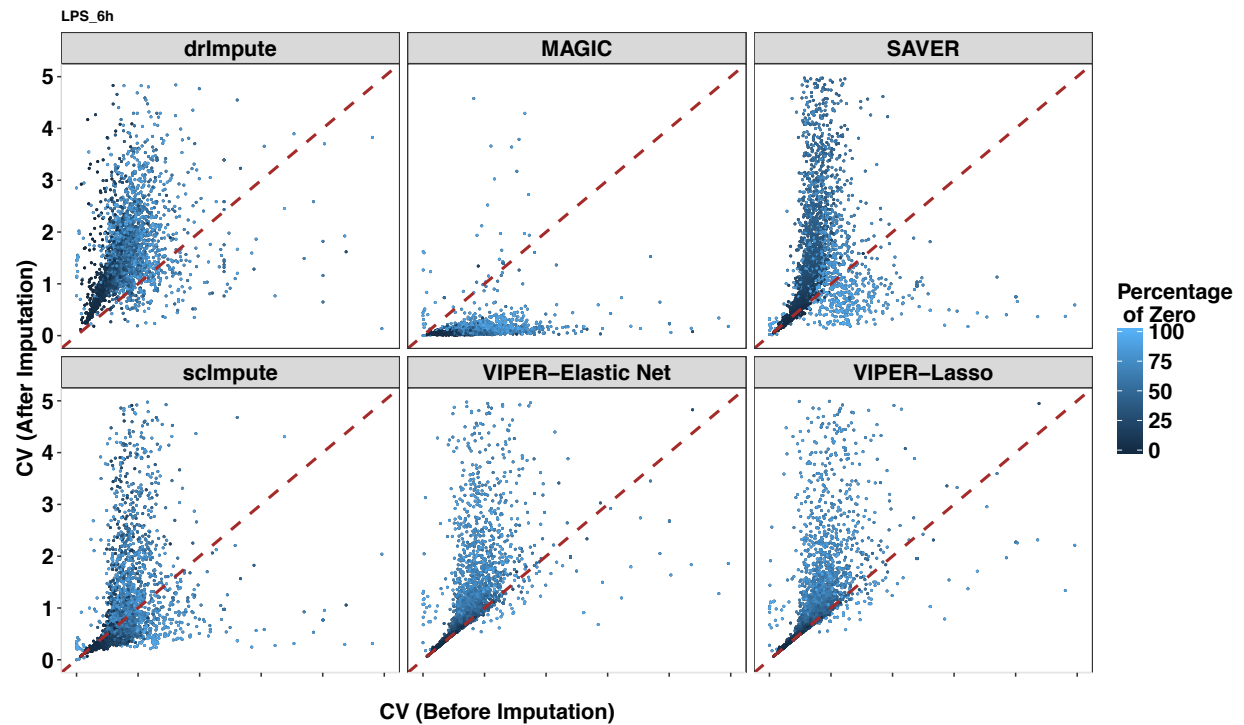 LPS_6h
drImpute
MAGIC
SAVER
5
4
3
2
1
0
scImpute
VIPER–Elastic Net
VIPER–Lasso
5
4
3
2
1
0
CV (After Imputation)
CV (Before Imputation)
Percentage
of Zero
100
75
50
25
0